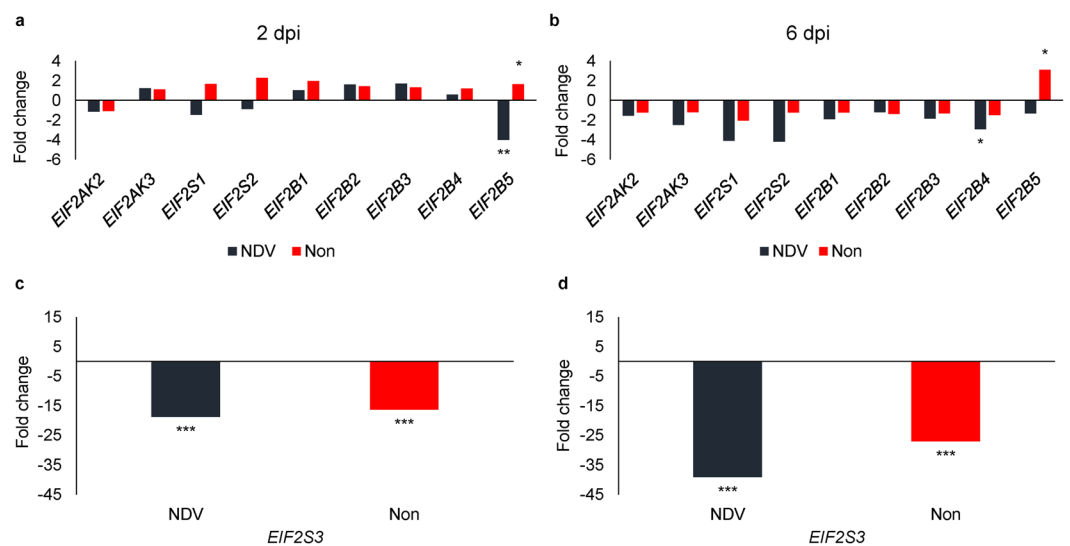 a
2 dpi
Fold change
4
2
0
-2
-4
-6
*
**
EIF2AK2
EIF2AK3
EIF2S1
EIF2S2
EIF2B1
EIF2B2
EIF2B3
EIF2B4
EIF2B5
NDV Non
b
6 dpi
Fold change
4
2
0
-2
-4
-6
*
*
EIF2AK2
EIF2AK3
EIF2S1
EIF2S2
EIF2B1
EIF2B2
EIF2B3
EIF2B4
EIF2B5
NDV Non
c
Fold change
15
5
-5
-15
-25
-35
-45
***
***
NDV Non
EIF2S3
d
Fold change
15
5
-5
-15
-25
-35
-45
***
***
NDV Non
EIF2S3